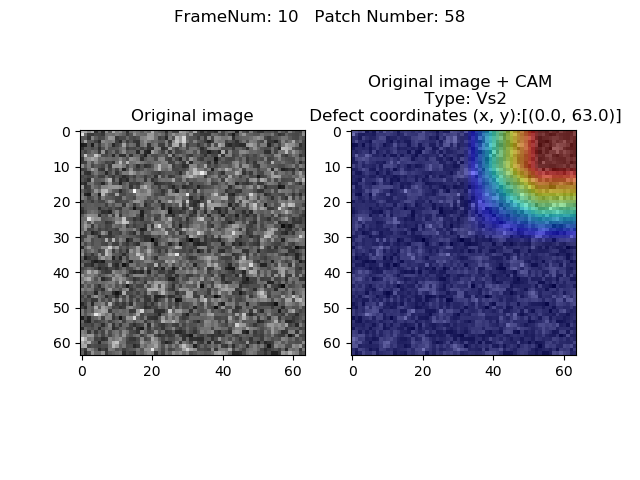 FrameNum: 10   Patch Number: 58
Original image
Original image + CAM
Type: Vs2
Defect coordinates (x, y):[(0.0, 63.0)]
0
10
20
30
40
50
60
0 20 40 60
0
10
20
30
40
50
60
0 20 40 60